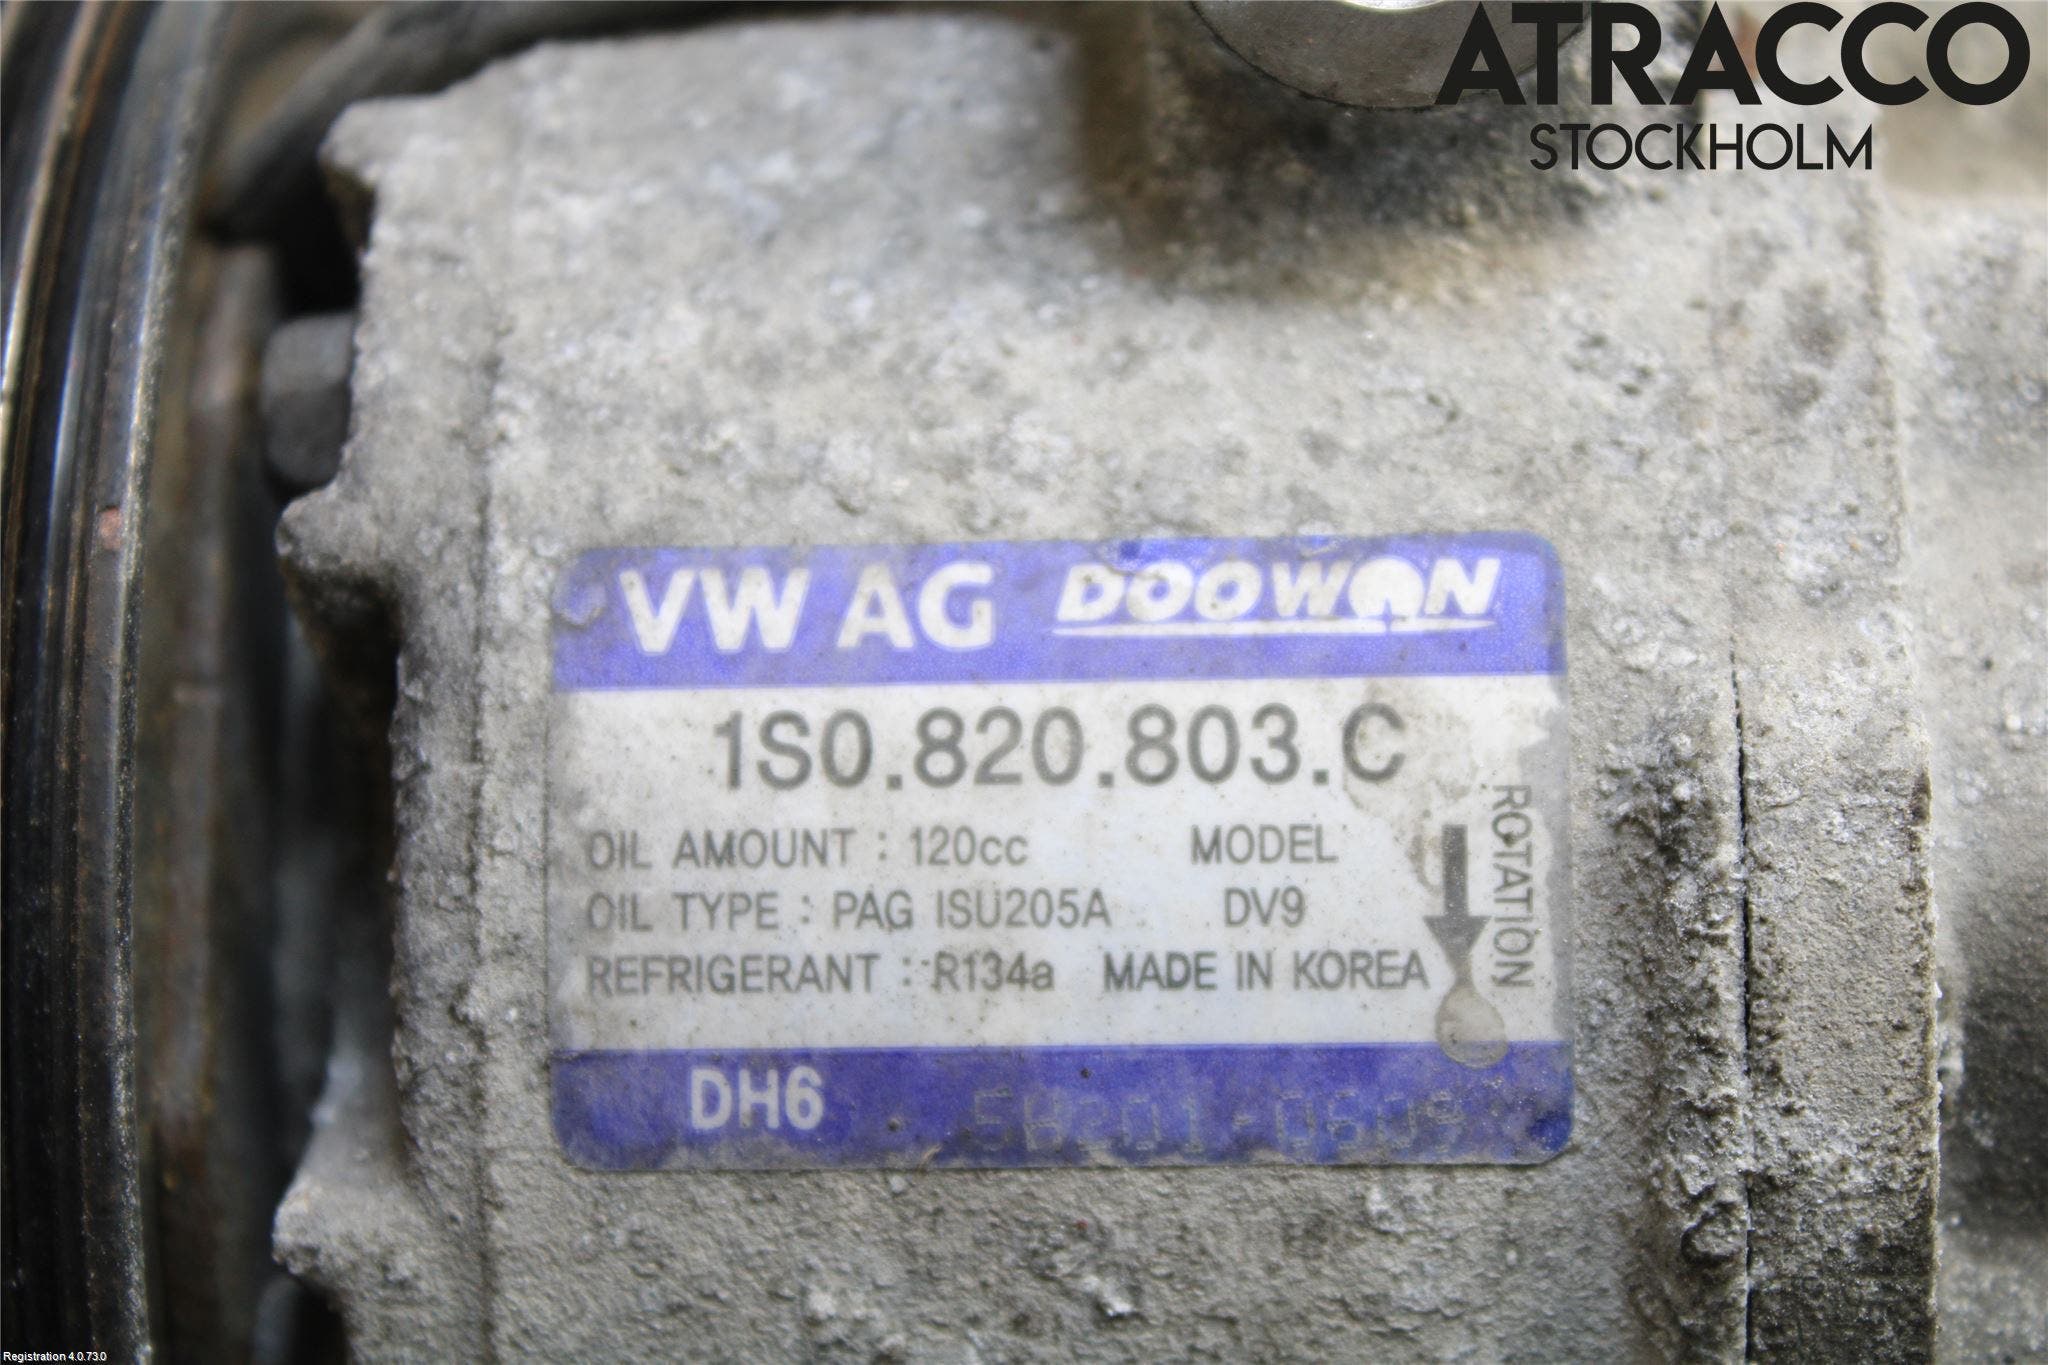 ATRACCO
STOCKHOLM
VW AG DOOWON
1S0.820.803.C
OIL AMOUNT : 120cc MODEL
OIL TYPE : PAG ISU205A DV9
REFRIGERANT : R134a MADE IN KOREA
ROTATION
DH6
Registration 4.0.73.0